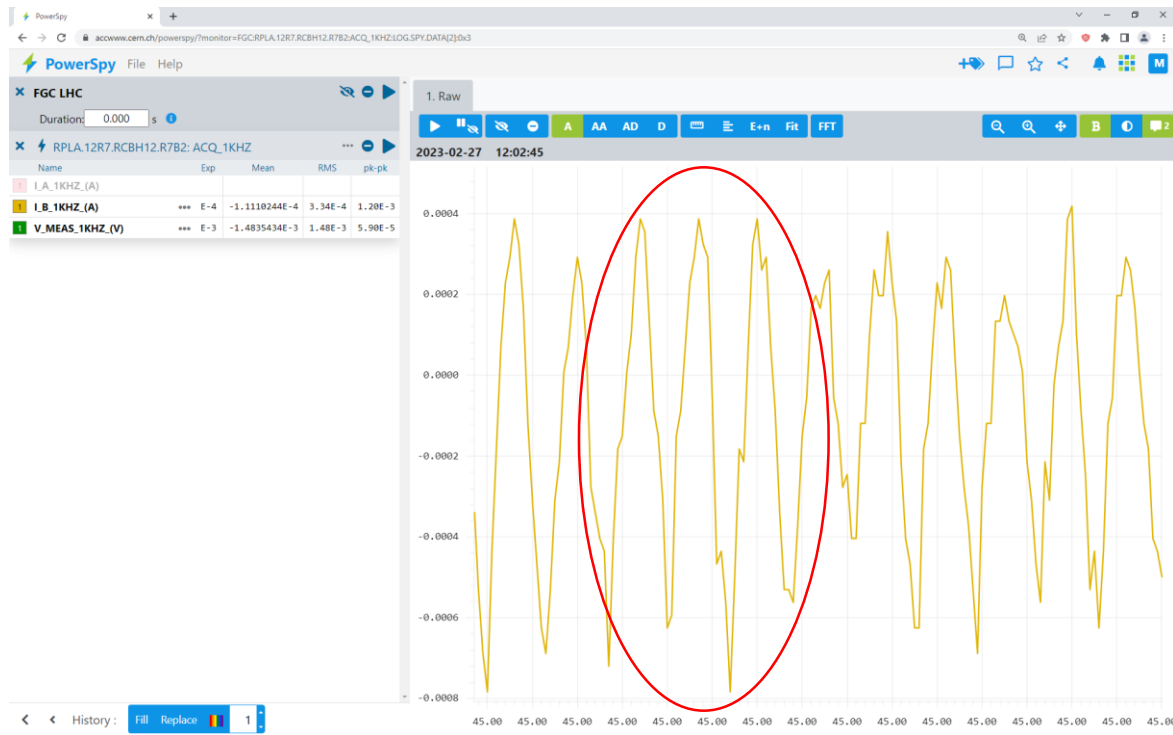 PowerSpy
accwww.cern.ch/powerspy/?monitor=FGC:RPLA.12R7.RCBH12.R7B2:ACQ_1KHZ:LOG.SPY.DATA[2]:0x3
PowerSpy File Help
M
FGC LHC
Duration: 0.000 s
RPLA.12R7.RCBH12.R7B2: ACQ_1KHZ
Name Exp Mean RMS pk-pk
1 I_A_1KHZ_(A)
1 I_B_1KHZ_(A) E-4 -1.1110244E-4 3.34E-4 1.20E-3
1 V_MEAS_1KHZ_(V) E-3 -1.4835434E-3 1.48E-3 5.90E-5
1. Raw
A AA AD D E+n Fit FFT B 2
2023-02-27 12:02:45
0.0004
0.0002
0.0000
-0.0002
-0.0004
-0.0006
-0.0008
45.00 45.00 45.00 45.00 45.00 45.00 45.00 45.00 45.00 45.00 45.00 45.00 45.00 45.00 45.00 45.00
History : Fill Replace 1